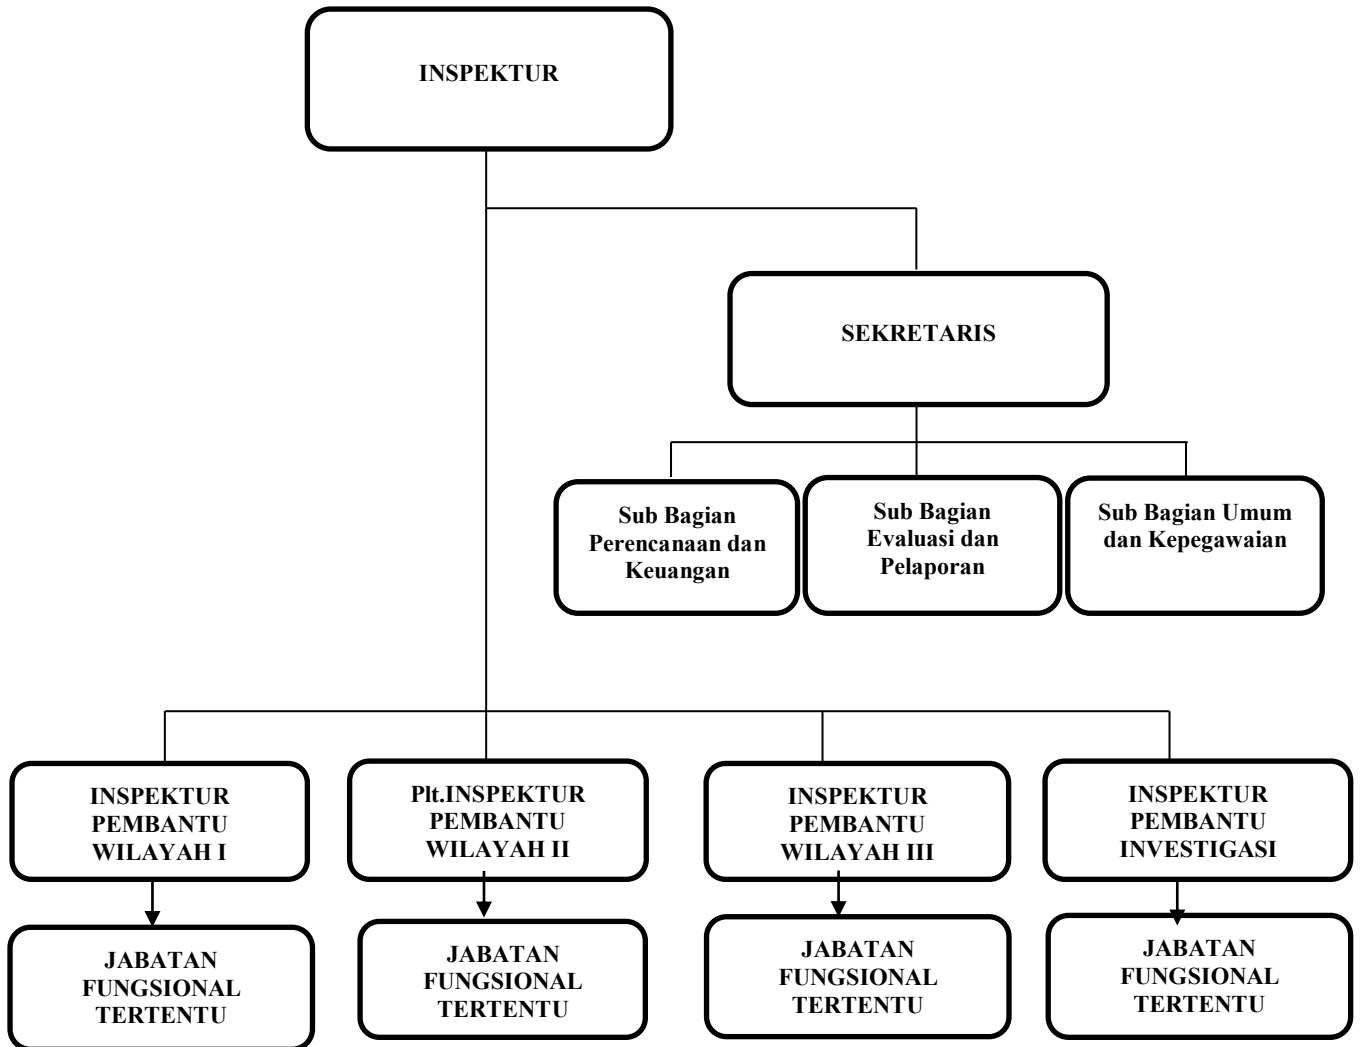 INSPEKTUR
SEKRETARIS
Sub Bagian
Perencanaan dan
Keuangan
Sub Bagian
Evaluasi dan
Pelaporan
Sub Bagian Umum
dan Kepegawaian
INSPEKTUR
PEMBANTU
WILAYAH I
Plt.INSPEKTUR
PEMBANTU
WILAYAH II
INSPEKTUR
PEMBANTU
WILAYAH III
INSPEKTUR
PEMBANTU
INVESTIGASI
JABATAN
FUNGSIONAL
TERTENTU
JABATAN
FUNGSIONAL
TERTENTU
JABATAN
FUNGSIONAL
TERTENTU
JABATAN
FUNGSIONAL
TERTENTU